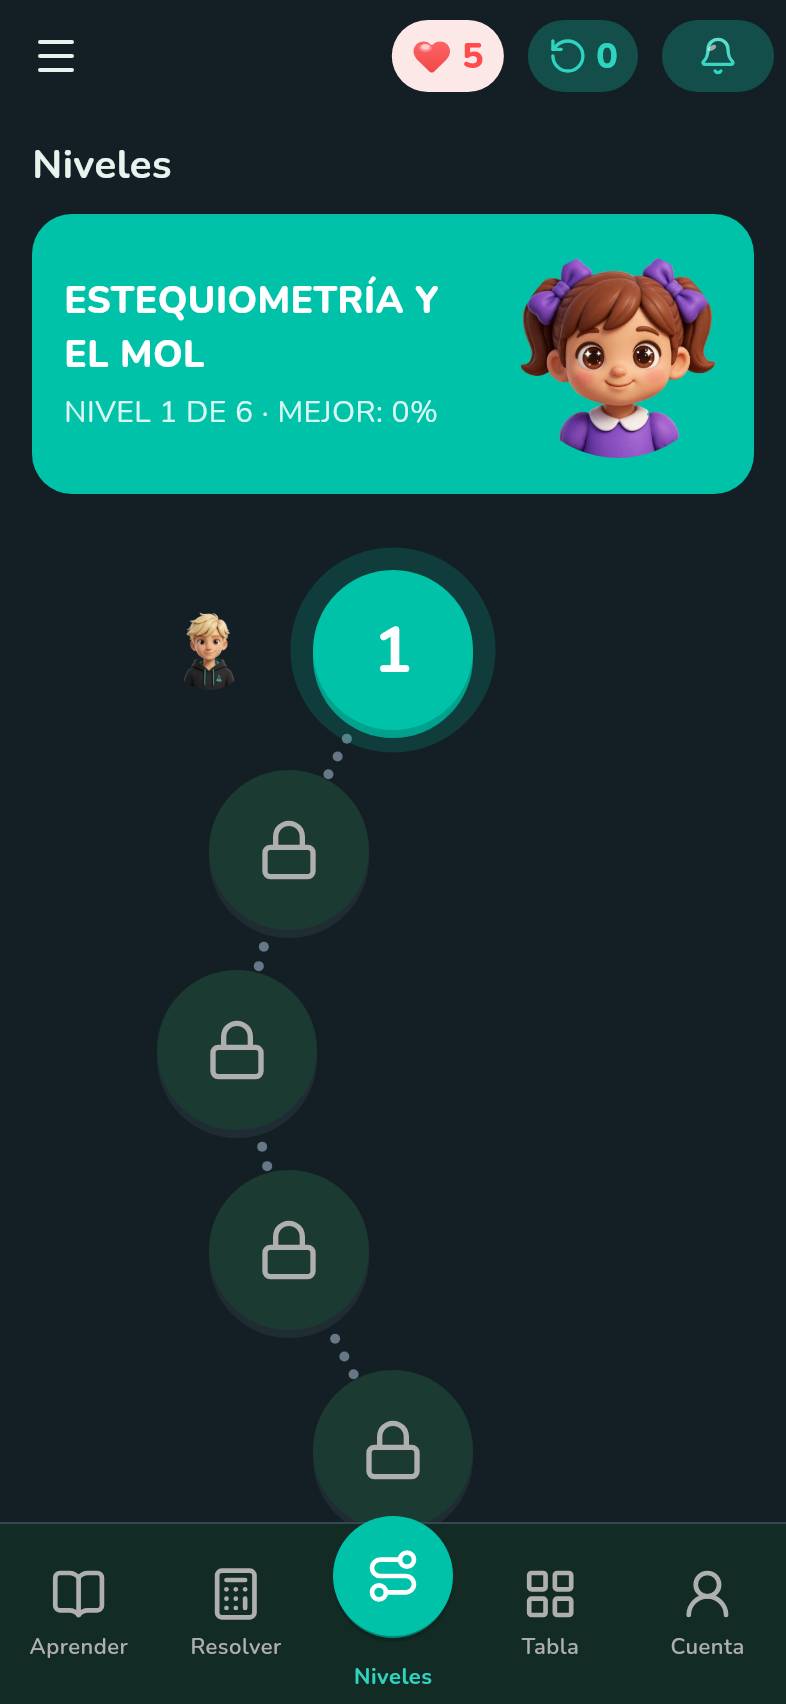 5
0
Niveles
ESTEQUIOMETRÍA Y
EL MOL
NIVEL 1 DE 6 · MEJOR: 0%
1
Aprender
Resolver
Niveles
Tabla
Cuenta